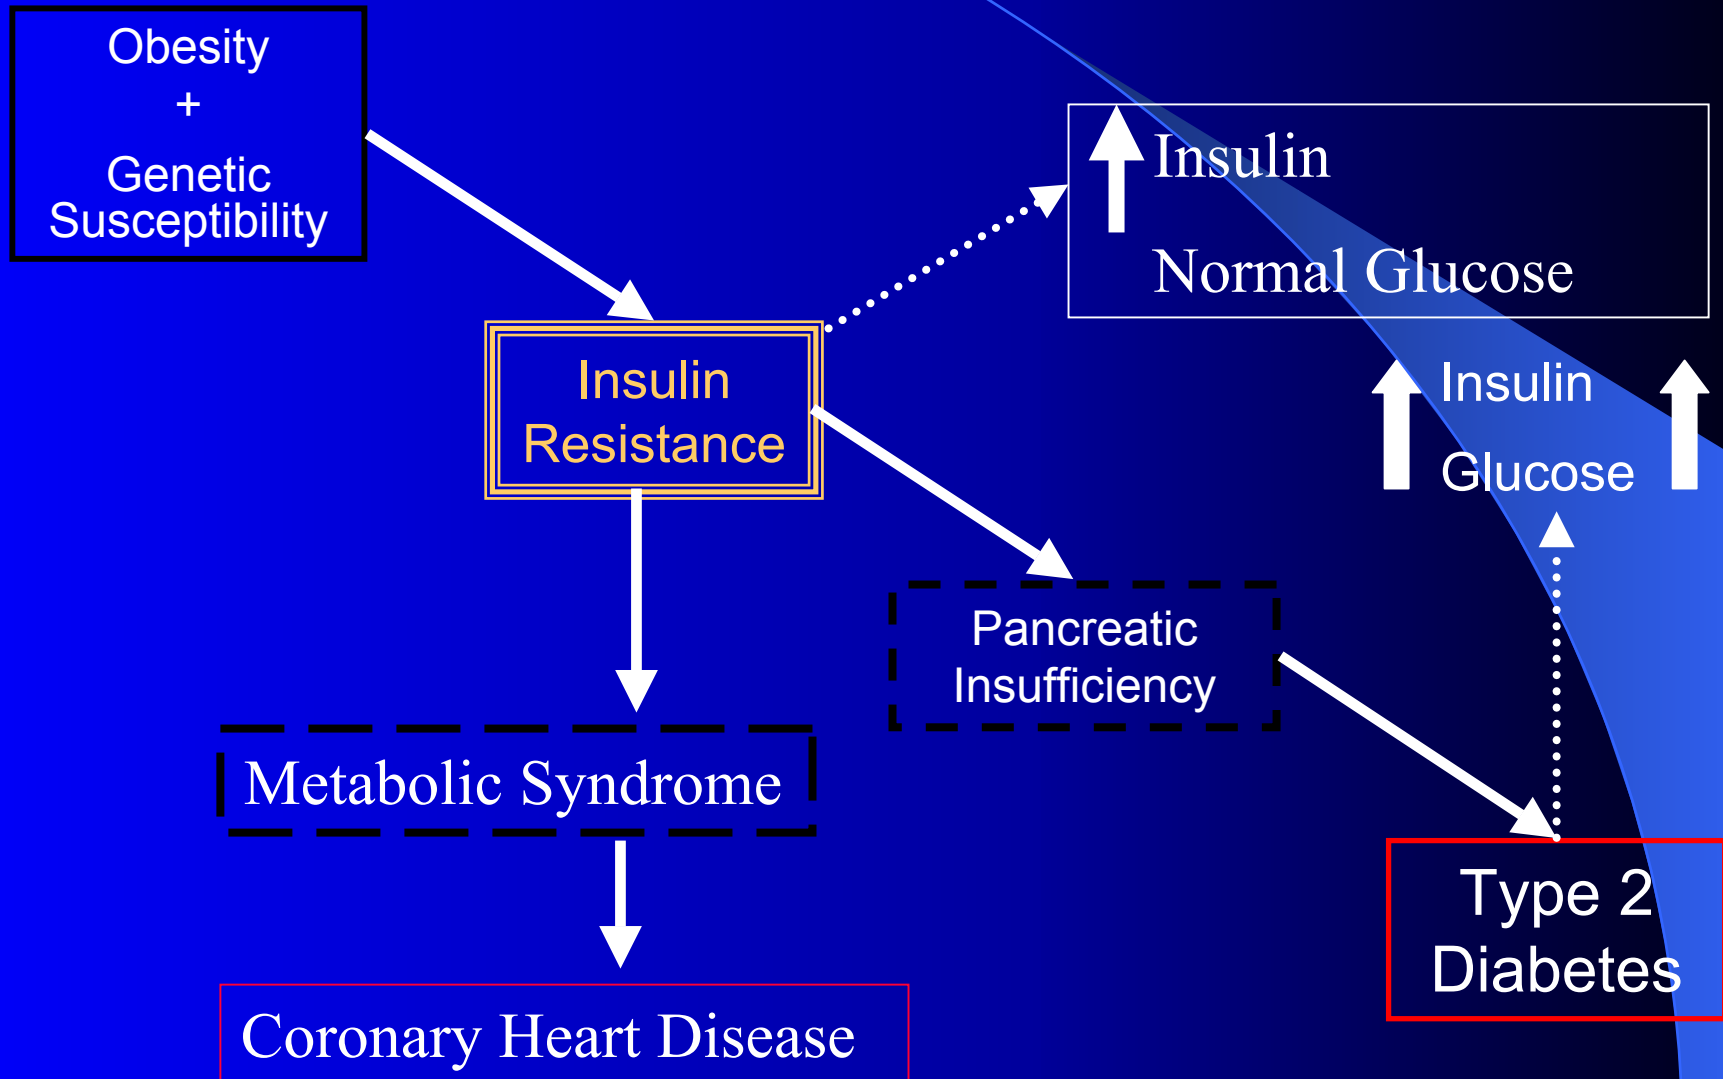 Obesity
+
Genetic
Susceptibility
Insulin
Normal Glucose
Insulin
Resistance
Insulin
Glucose
Pancreatic
Insufficiency
Metabolic Syndrome
Type 2
Diabetes
Coronary Heart Disease